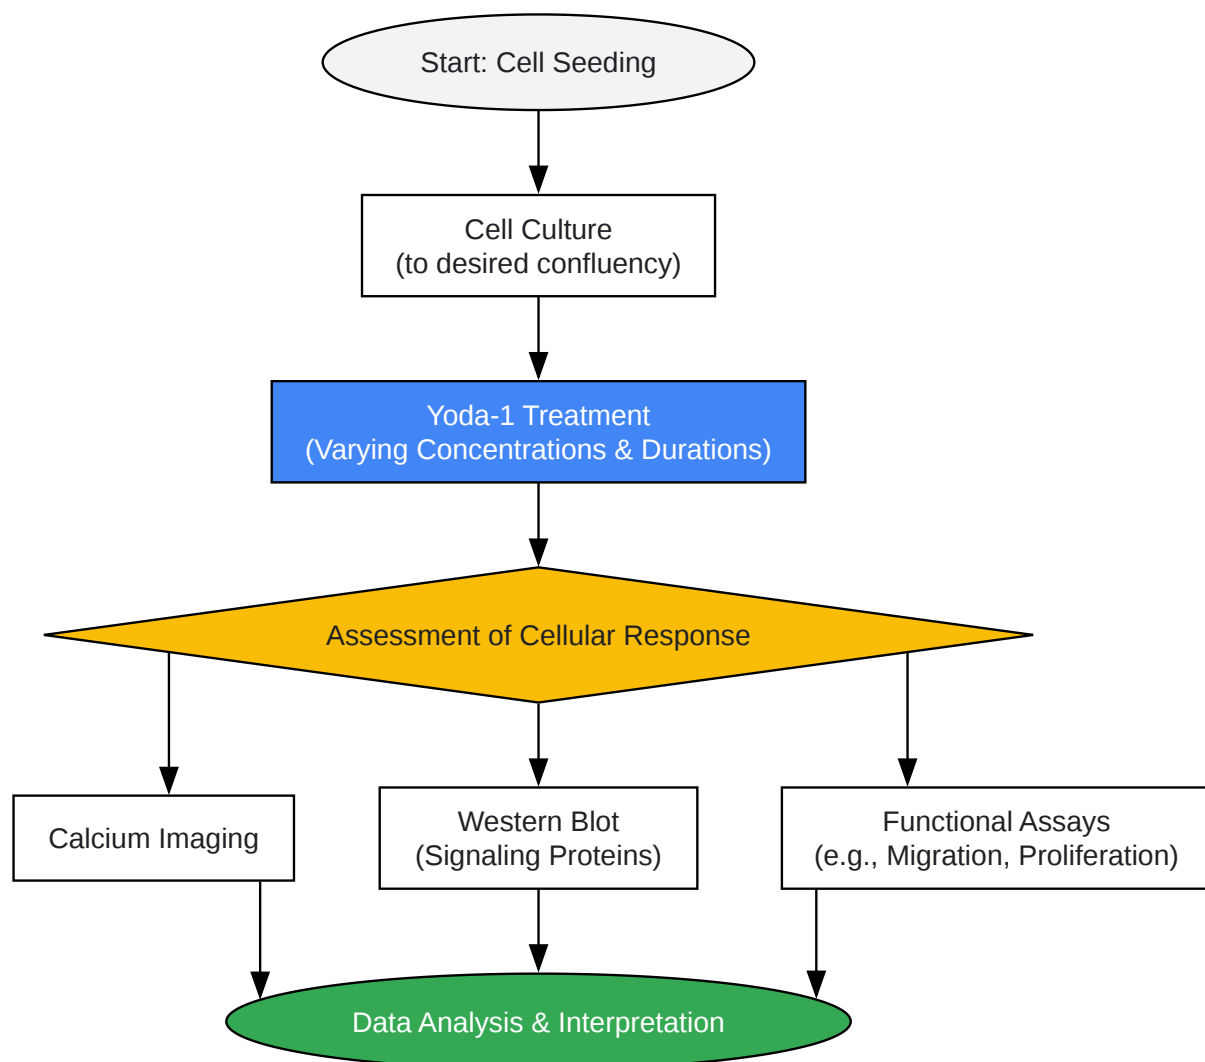 Start: Cell Seeding
Cell Culture
(to desired confluency)
Yoda-1 Treatment
(Varying Concentrations & Durations)
Assessment of Cellular Response
Calcium Imaging
Western Blot
(Signaling Proteins)
Functional Assays
(e.g., Migration, Proliferation)
Data Analysis & Interpretation